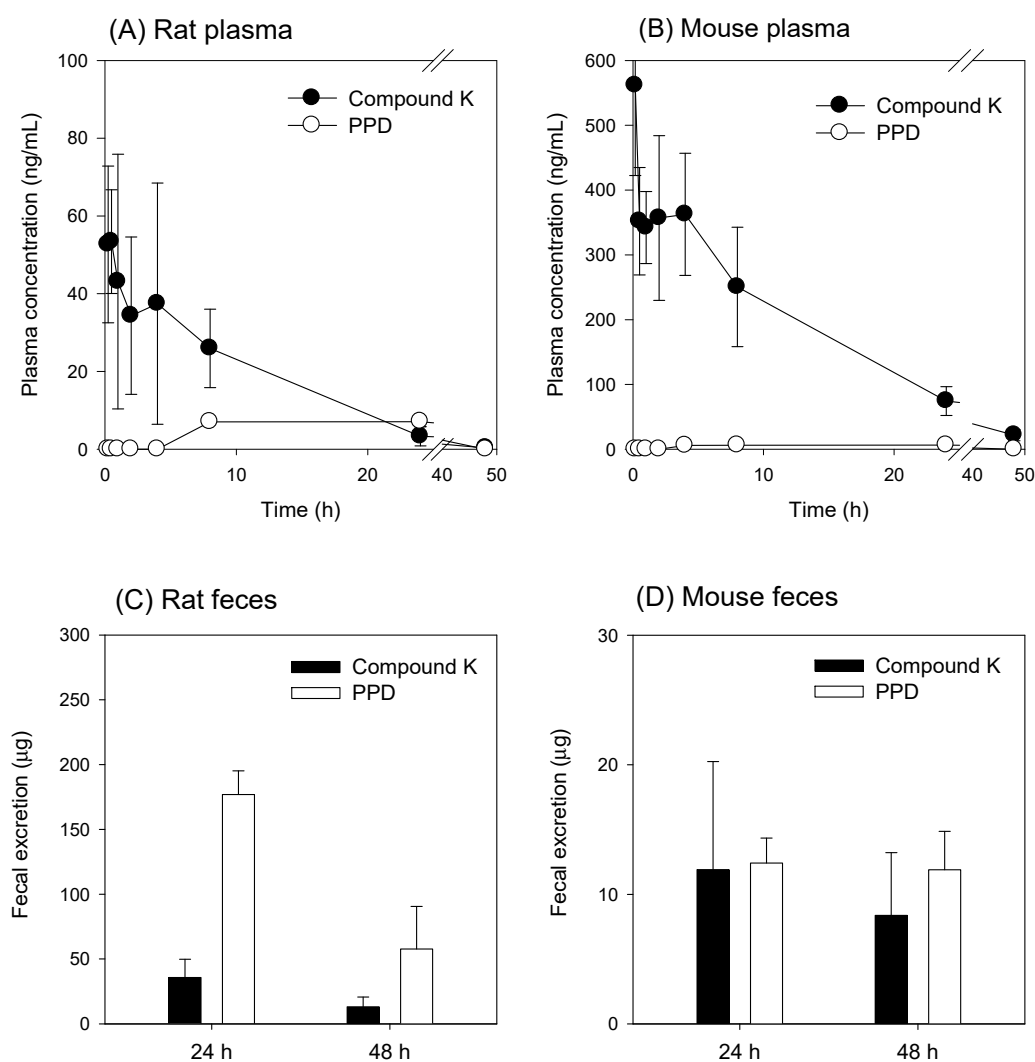 (A) Rat plasma
100
80
60
40
20
0
Plasma concentration (ng/mL)
Compound K
PPD
0 10 20 40 50
Time (h)
(B) Mouse plasma
600
500
400
300
200
100
0
Plasma concentration (ng/mL)
Compound K
PPD
0 10 20 40 50
Time (h)
(C) Rat feces
300
250
200
150
100
50
0
Fecal excretion (μg)
Compound K
PPD
24 h 48 h
(D) Mouse feces
30
20
10
0
Fecal excretion (μg)
Compound K
PPD
24 h 48 h